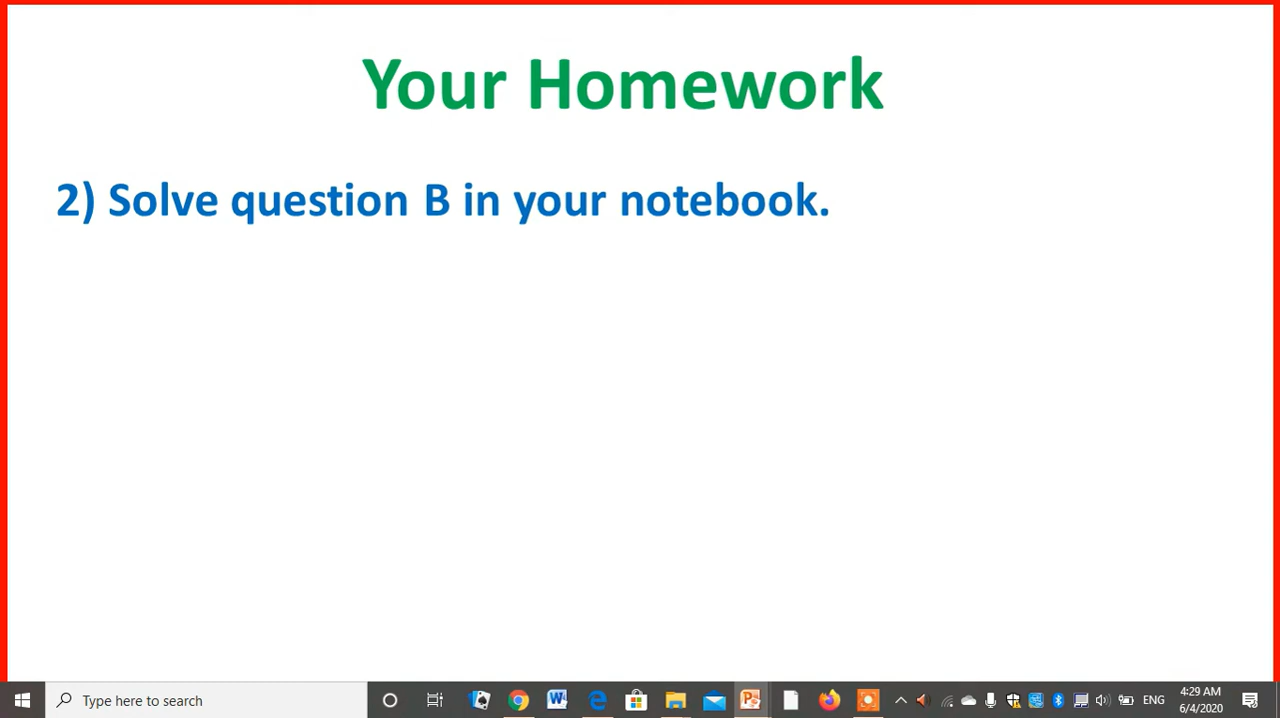 Your Homework
2) Solve question B in your notebook.
Type here to search
ENG
4:29 AM
6/4/2020